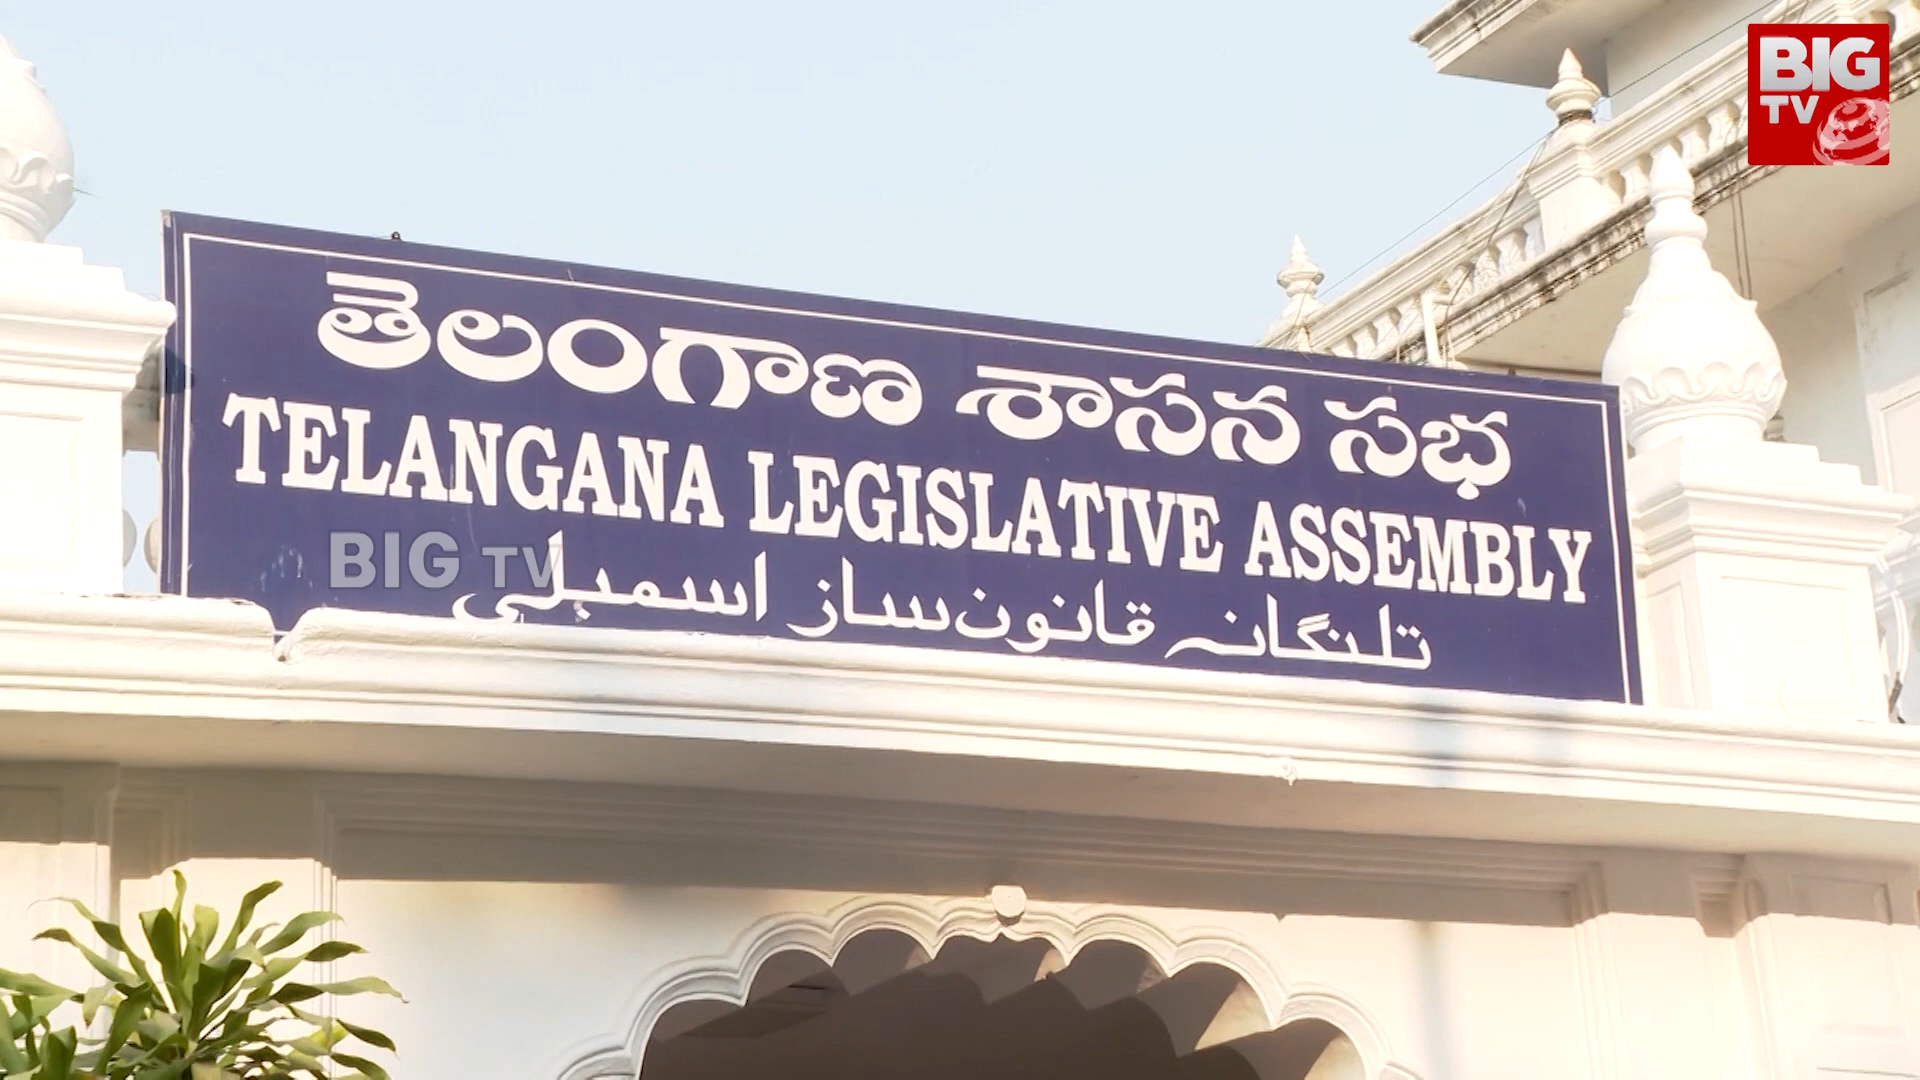 BIG
TV
తెలంగాణ శాసన సభ
TELANGANA LEGISLATIVE ASSEMBLY
BIG TV
تلنگانہ قانون‌ساز اسمبلی